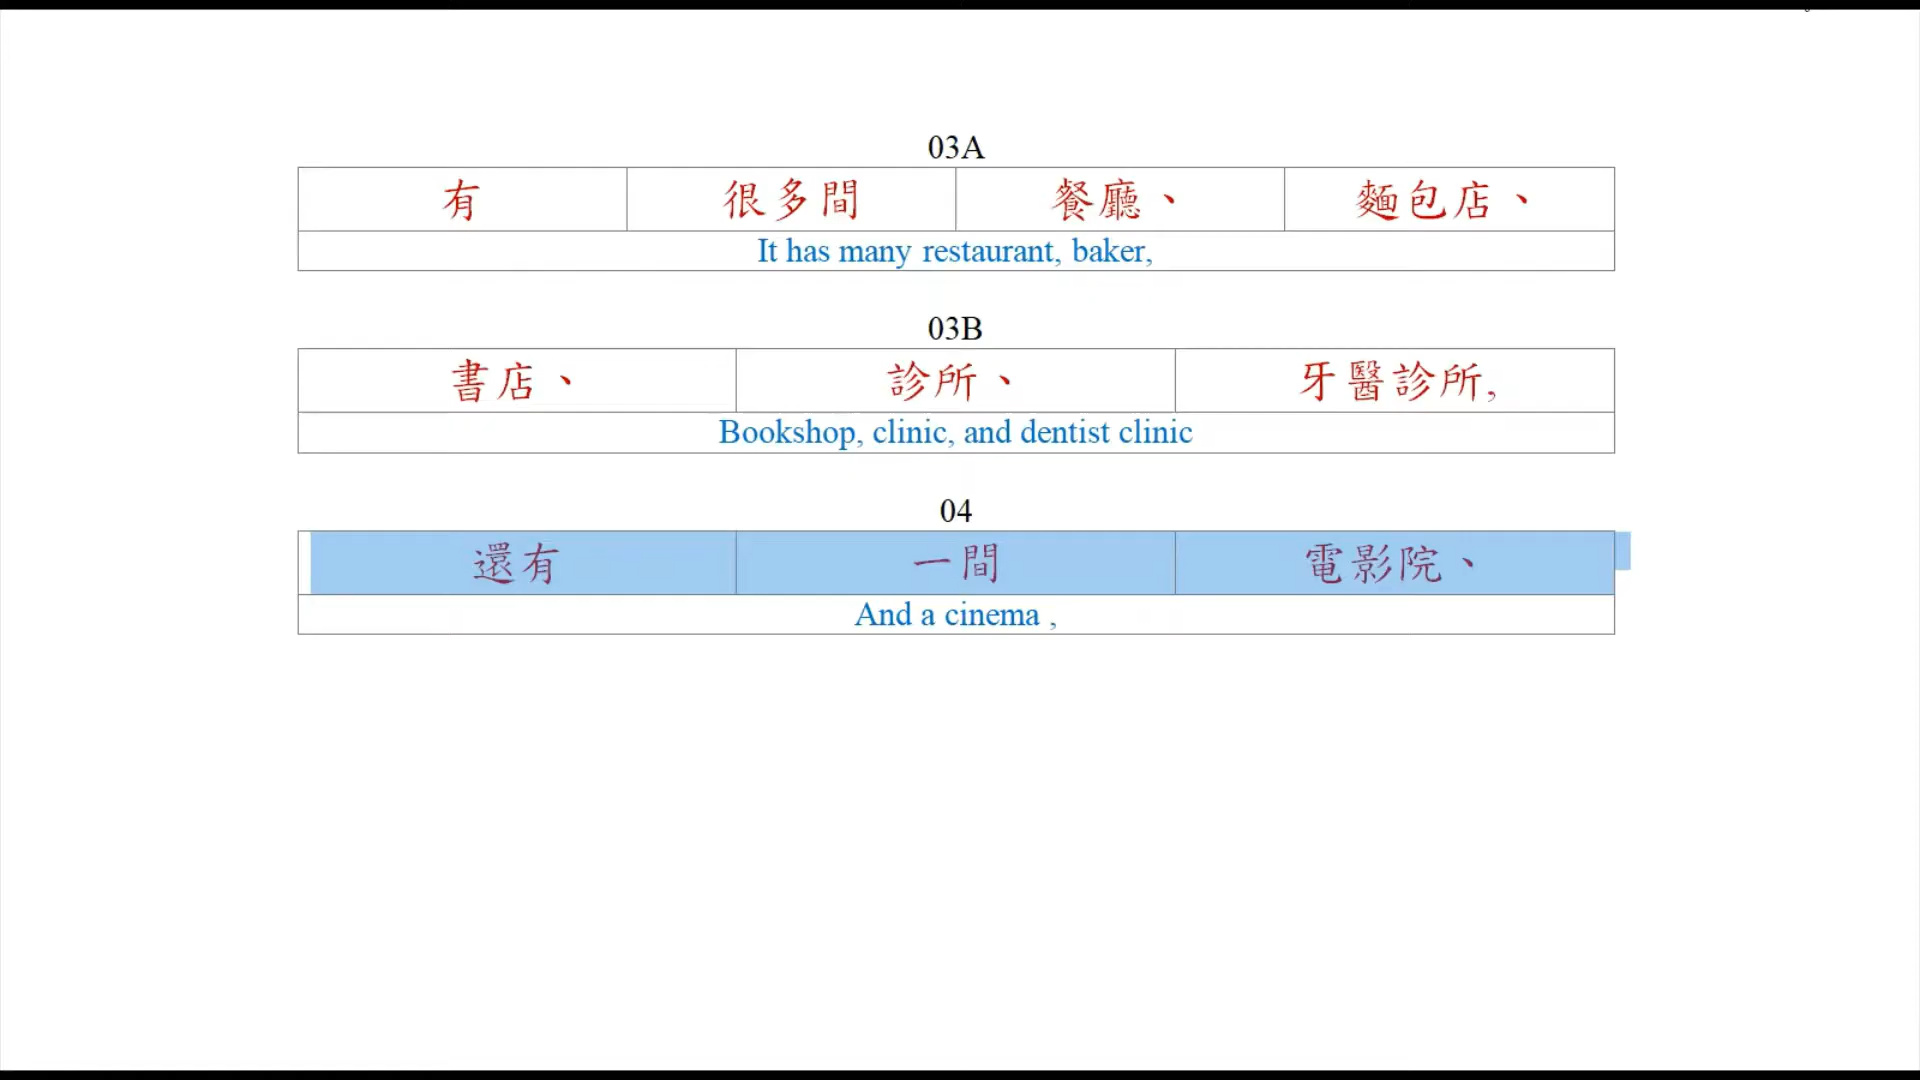 03A
有 很多間 餐廳、 麵包店、
It has many restaurant, baker,
03B
書店、 診所、 牙醫診所,
Bookshop, clinic, and dentist clinic
04
還有 一間 電影院、
And a cinema ,